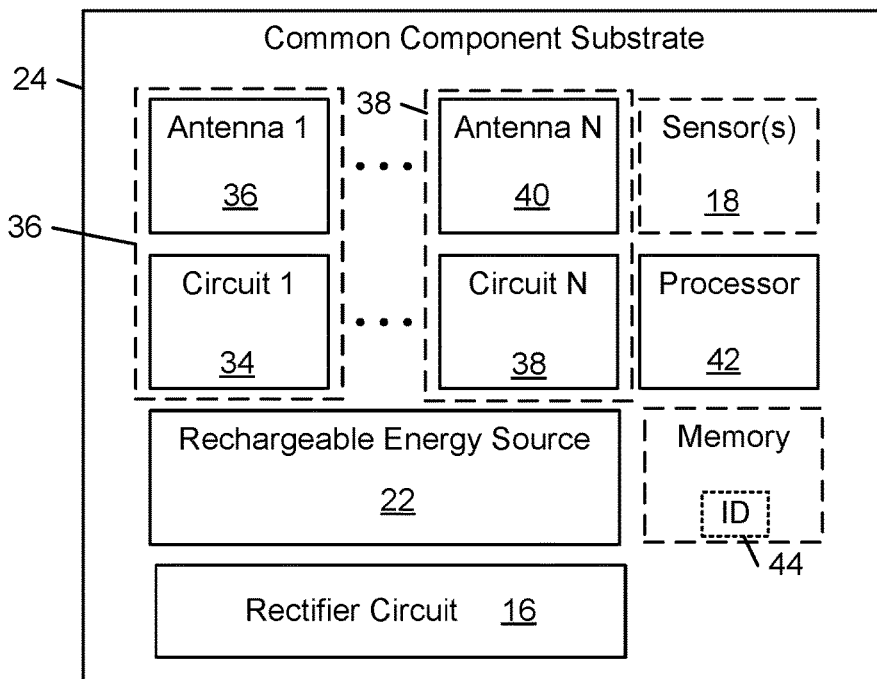 Common Component Substrate
24
38
Antenna 1
Antenna N
Sensor(s)
36
40
18
36
Circuit 1
Circuit N
Processor
34
38
42
Rechargeable Energy Source
Memory
22
ID
44
Rectifier Circuit 16